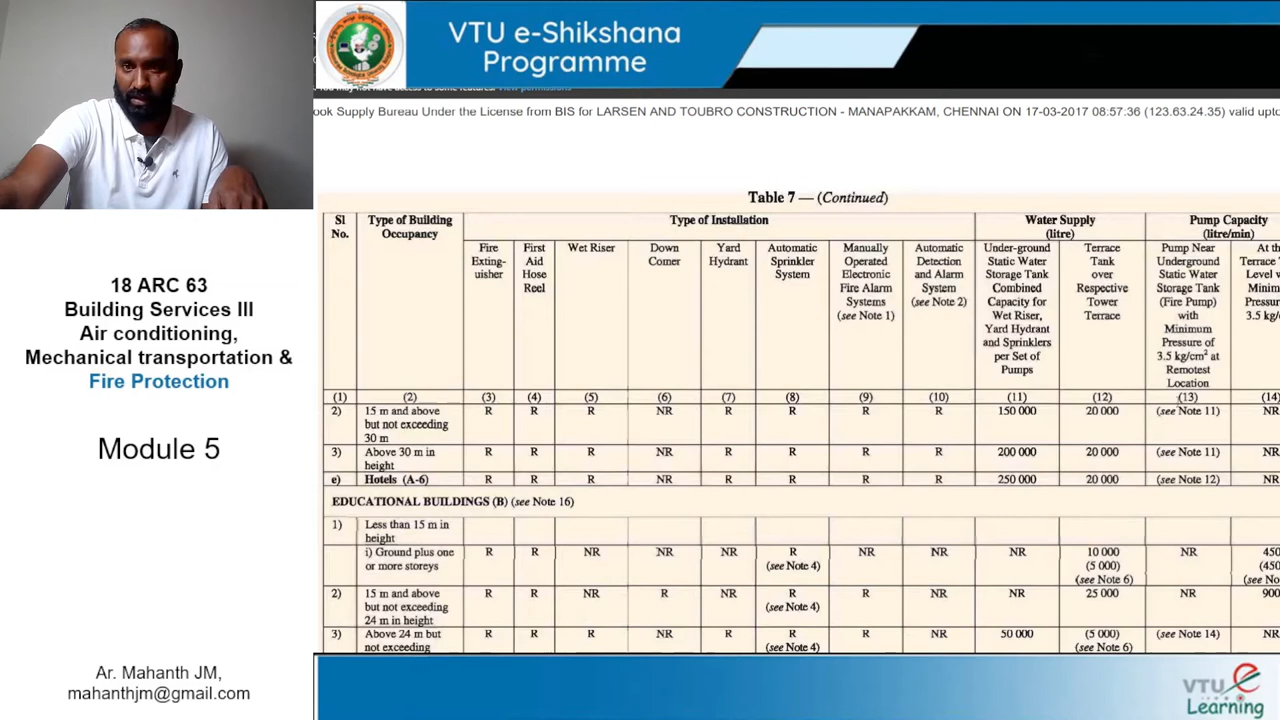 VTU e-Shikshana
Programme
ook Supply Bureau Under the License from BIS for LARSEN AND TOUBRO CONSTRUCTION - MANAPAKKAM, CHENNAI ON 17-03-2017 08:57:36 (123.63.24.35) valid upto
18 ARC 63
Building Services III
Air conditioning,
Mechanical transportation &
Fire Protection
Module 5
Ar. Mahanth JM,
mahanthjm@gmail.com
Table 7 — (Continued)
Sl Type of Building Type of Installation Water Supply Pump Capacity
No. Occupancy (litre) (litre/min)
Fire First Wet Riser Down Yard Automatic Manually Automatic Under-ground Terrace Pump Near At the
Exting- Aid Comer Hydrant Sprinkler Operated Detection Static Water Tank Underground Terrace
uisher Hose System Electronic and Alarm Storage Tank over Static Water Level
Reel Fire Alarm System Combined Respective Storage Tank
Systems (see Note 2) Capacity for Tower (Fire Pump) Pressure
(see Note 1) Wet Riser, Terrace with 3.5
Yard Hydrant Minimum
and Sprinklers Pressure of
per Set of 3.5 kg/cm² at
Pumps Remotest
Location
(1) (2) (3) (4) (5) (6) (7) (8) (9) (10) (11) (12) (13) (14)
2) 15 m and above R R R NR R R R R 150 000 20 000 (see Note 11) NR
but not exceeding
30 m
3) Above 30 m in R R R NR R R R R 200 000 20 000 (see Note 11) NR
height
e) Hotels (A-6) R R R NR R R R R 250 000 20 000 (see Note 12) NR
EDUCATIONAL BUILDINGS (B) (see Note 16)
1) Less than 15 m in
height
i) Ground plus one R R NR NR NR R NR NR NR 10 000 NR 450
or more storeys (see Note 4) (5 000) (450
(see Note 6) (see No
2) 15 m and above R R NR R NR R R NR NR 25 000 NR 900
but not exceeding (see Note 4)
24 m in height
3) Above 24 m but R R R NR R R R NR 50 000 (5 000) (see Note 14) NR
not exceeding (see Note 4) (see Note 6)
VTU e
Learning